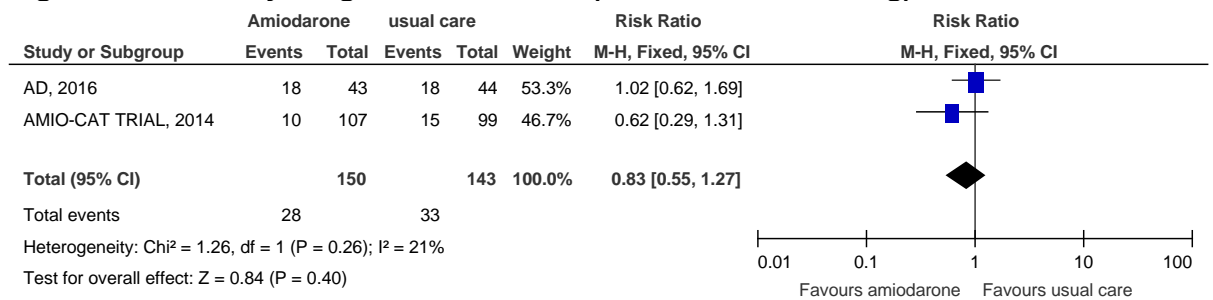 Amiodarone usual care Risk Ratio Risk Ratio
Study or Subgroup Events Total Events Total Weight M-H, Fixed, 95% CI M-H, Fixed, 95% CI
AD, 2016 18 43 18 44 53.3% 1.02 [0.62, 1.69]
AMIO-CAT TRIAL, 2014 10 107 15 99 46.7% 0.62 [0.29, 1.31]
Total (95% CI) 150 143 100.0% 0.83 [0.55, 1.27]
Total events 28 33
Heterogeneity: Chi² = 1.26, df = 1 (P = 0.26); I² = 21%
Test for overall effect: Z = 0.84 (P = 0.40)
0.01 0.1 1 10 100
Favours amiodarone Favours usual care